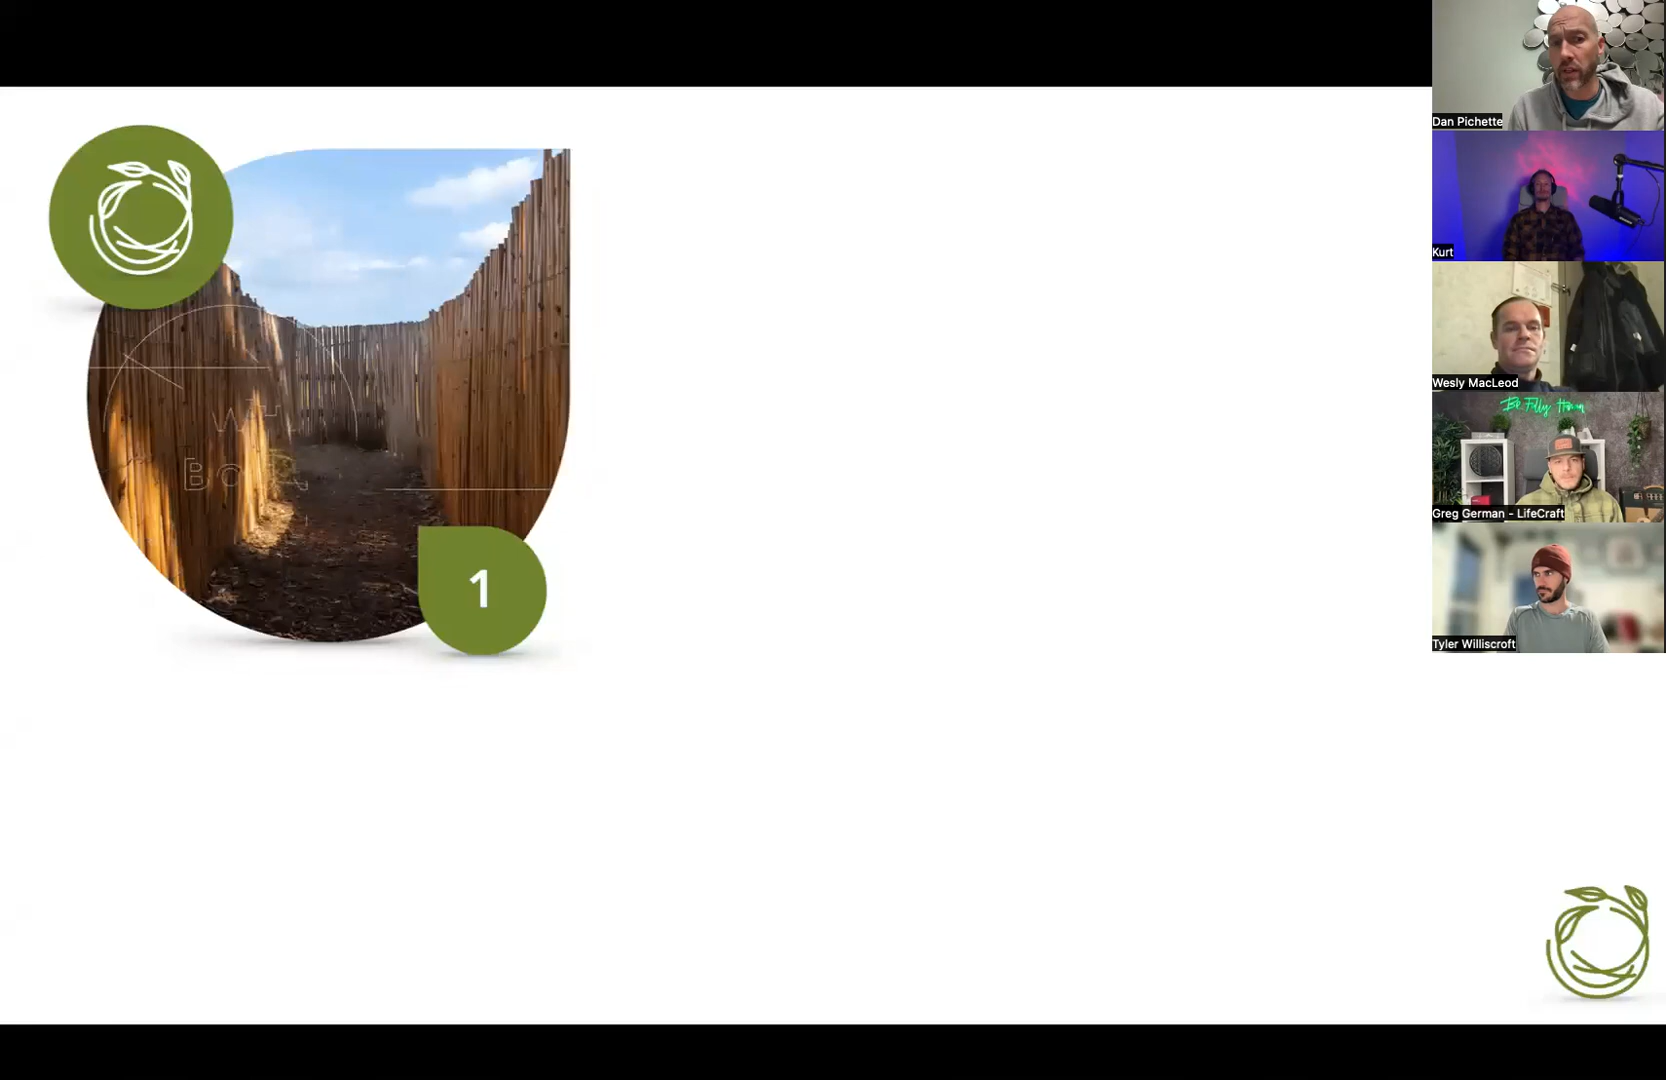 1
Dan Pichette
Kurt
Wesly MacLeod
Be Fully Human
Greg German - LifeCraft
Tyler Williscroft